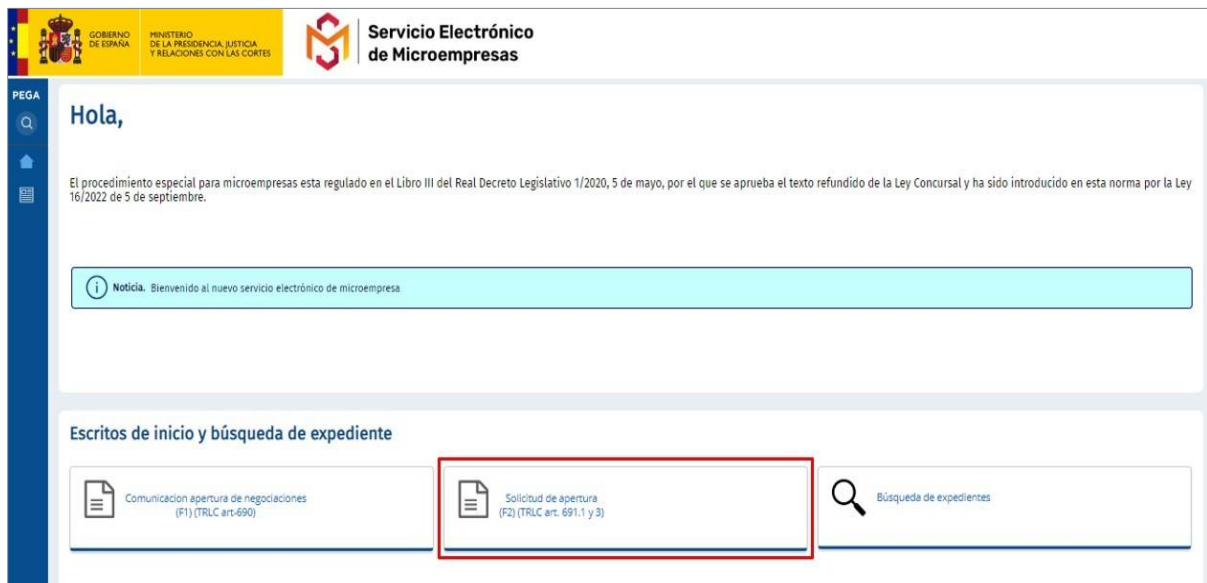 GOBIERNO
DE ESPAÑA
MINISTERIO
DE LA PRESIDENCIA, JUSTICIA
Y RELACIONES CON LAS CORTES
Servicio Electrónico
de Microempresas
PEGA
Hola,
El procedimiento especial para microempresas esta regulado en el Libro III del Real Decreto Legislativo 1/2020, 5 de mayo, por el que se aprueba el texto refundido de la Ley Concursal y ha sido introducido en esta norma por la Ley
16/2022 de 5 de septiembre.
Noticia. Bienvenido al nuevo servicio electrónico de microempresa
Escritos de inicio y búsqueda de expediente
Comunicacion apertura de negociaciones
(F1) (TRLC art-690)
Solicitud de apertura
(F2) (TRLC art. 691.1 y 3)
Búsqueda de expedientes